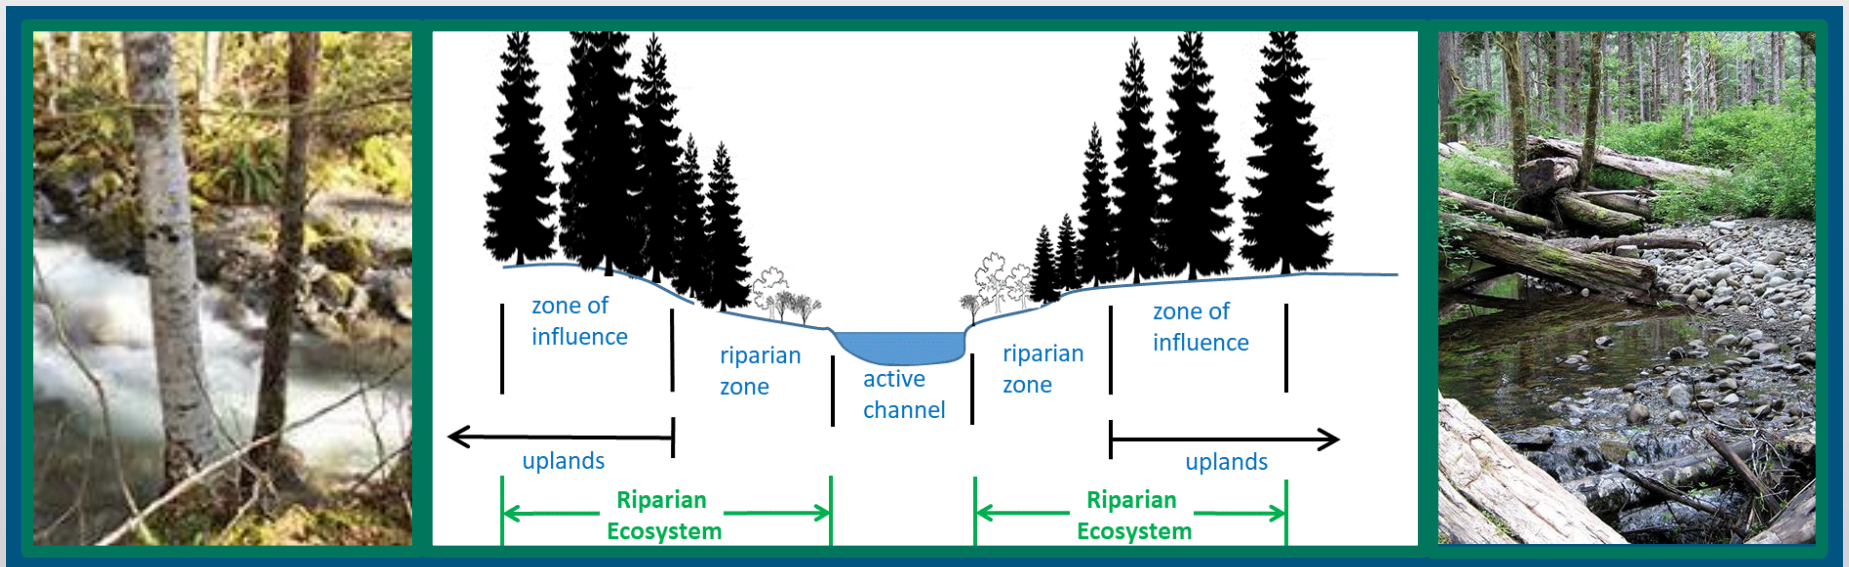 zone of
influence
riparian
zone
active
channel
riparian
zone
zone of
influence
uplands
uplands
Riparian
Ecosystem
Riparian
Ecosystem